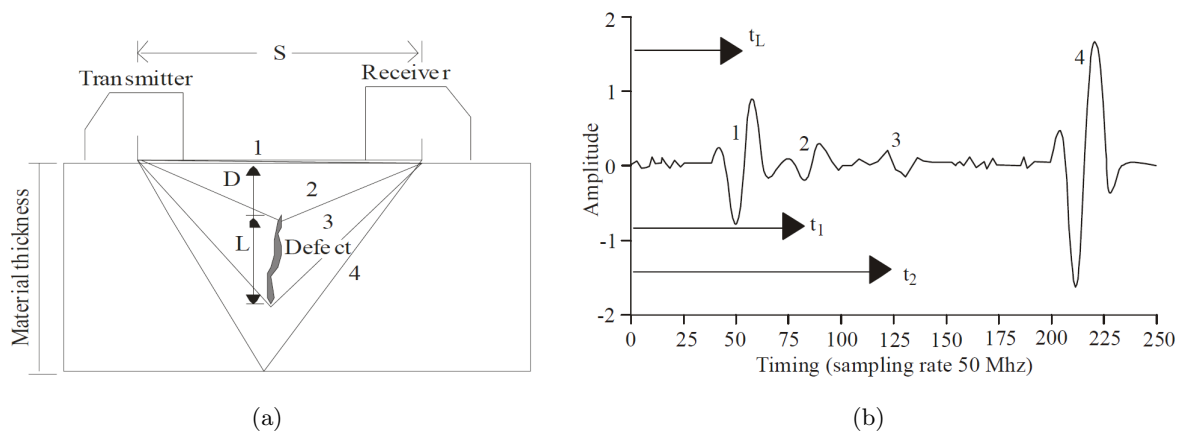 S
Transmitter
Receiver
1
D
2
3
L
Defect
4
Material thickness
(a)
2
1
0
-1
-2
Amplitude
t_L
1
2
3
4
t_1
t_2
0 25 50 75 100 125 150 175 200 225 250
Timing (sampling rate 50 Mhz)
(b)